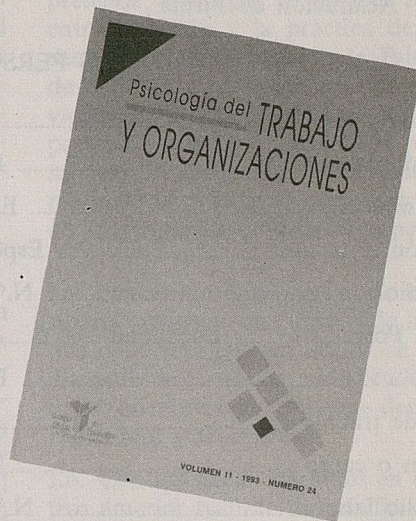 Psicología del TRABAJO
Y ORGANIZACIONES
VOLUMEN 11 - 1993 - NUMERO 24